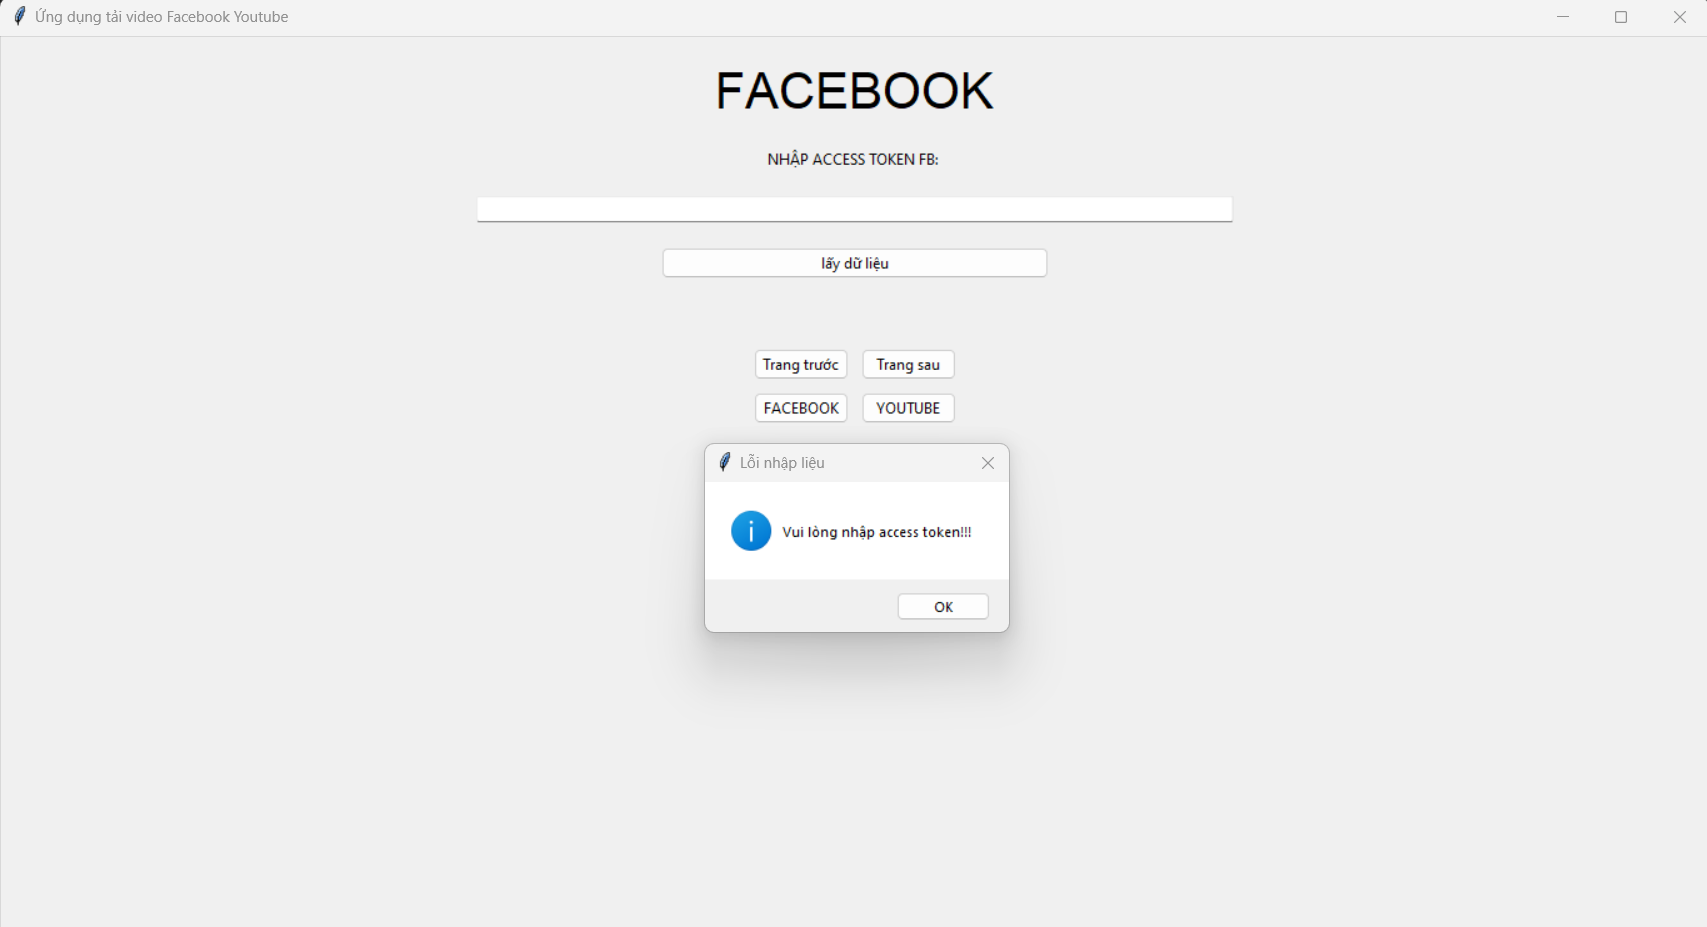 Ứng dụng tải video Facebook Youtube
FACEBOOK
NHẬP ACCESS TOKEN FB:
lấy dữ liệu
Trang trước
Trang sau
FACEBOOK
YOUTUBE
Lỗi nhập liệu
Vui lòng nhập access token!!!
OK